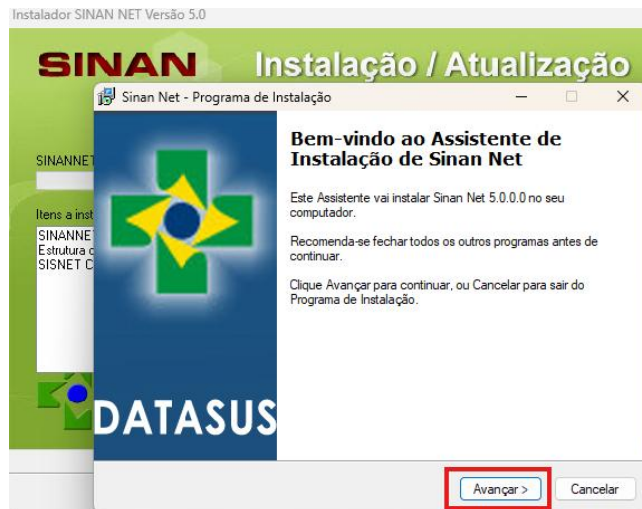 Instalador SINAN NET Versão 5.0
SINAN
Instalação / Atualização
Sinan Net - Programa de Instalação
Bem-vindo ao Assistente de
Instalação de Sinan Net
SINANNET
Este Assistente vai instalar Sinan Net 5.0.0.0 no seu
computador.
Itens a inst
Recomenda-se fechar todos os outros programas antes de
continuar.
SINANNE
Estrutura
SISNET C
Clique Avançar para continuar, ou Cancelar para sair do
Programa de Instalação.
DATASUS
Avançar >
Cancelar